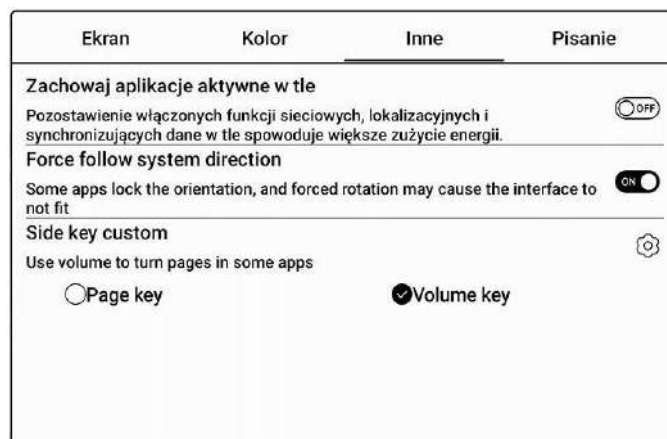 Ekran Kolor Inne Pisanie
Zachowaj aplikacje aktywne w tle
Pozostawienie włączonych funkcji sieciowych, lokalizacyjnych i
synchronizujących dane w tle spowoduje większe zużycie energii.
OFF
Force follow system direction
Some apps lock the orientation, and forced rotation may cause the interface to
not fit
ON
Side key custom
Use volume to turn pages in some apps
Page key Volume key